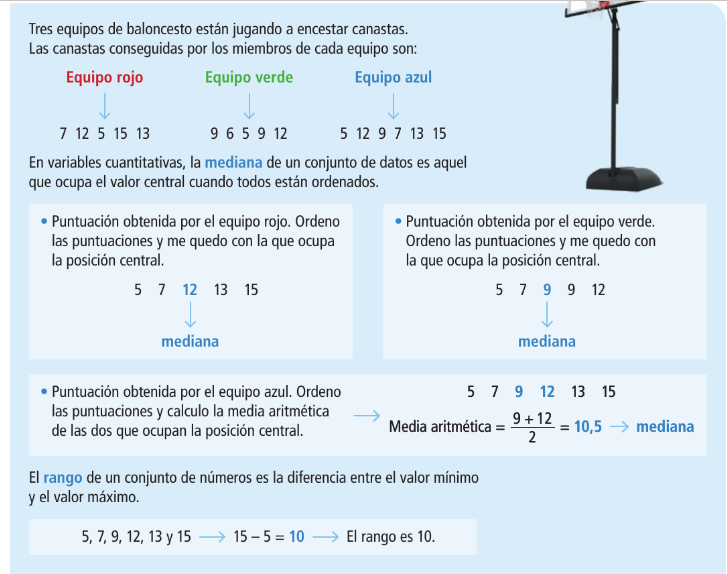 Tres equipos de baloncesto están jugando a encestar canastas.
Las canastas conseguidas por los miembros de cada equipo son:
Equipo rojo Equipo verde Equipo azul
7 12 5 15 13 9 6 5 9 12 5 12 9 7 13 15
En variables cuantitativas, la mediana de un conjunto de datos es aquel
que ocupa el valor central cuando todos están ordenados.
• Puntuación obtenida por el equipo rojo. Ordeno
las puntuaciones y me quedo con la que ocupa
la posición central.
5 7 12 13 15
mediana
• Puntuación obtenida por el equipo verde.
Ordeno las puntuaciones y me quedo con
la que ocupa la posición central.
5 7 9 9 12
mediana
• Puntuación obtenida por el equipo azul. Ordeno
las puntuaciones y calculo la media aritmética
de las dos que ocupan la posición central.
5 7 9 12 13 15
Media aritmética = (9 + 12)/2 = 10,5 → mediana
El rango de un conjunto de números es la diferencia entre el valor mínimo
y el valor máximo.
5, 7, 9, 12, 13 y 15 → 15 – 5 = 10 → El rango es 10.